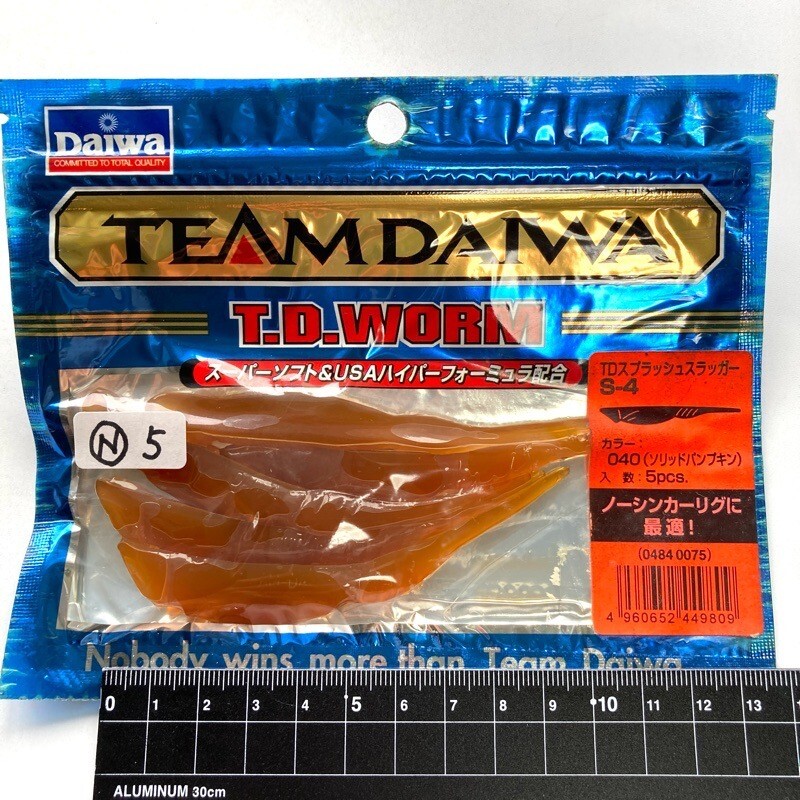 Daiwa
COMMITTED TO TOTAL QUALITY
TEAM DAIWA
T.D.WORM
スーパーソフト&USAハイパーフォーミュラ配合
N 5
TDスプラッシュスラッガー
S-4
カラー:
040(ソリッドパンプキン)
入 数:5pcs.
ノーシンカーリグに
最適!
(0484 0075)
4 960652 449809
Nobody wins more than Team Daiwa
0 1 2 3 4 5 6 7 8 9 10 11 12 13
ALUMINUM 30cm